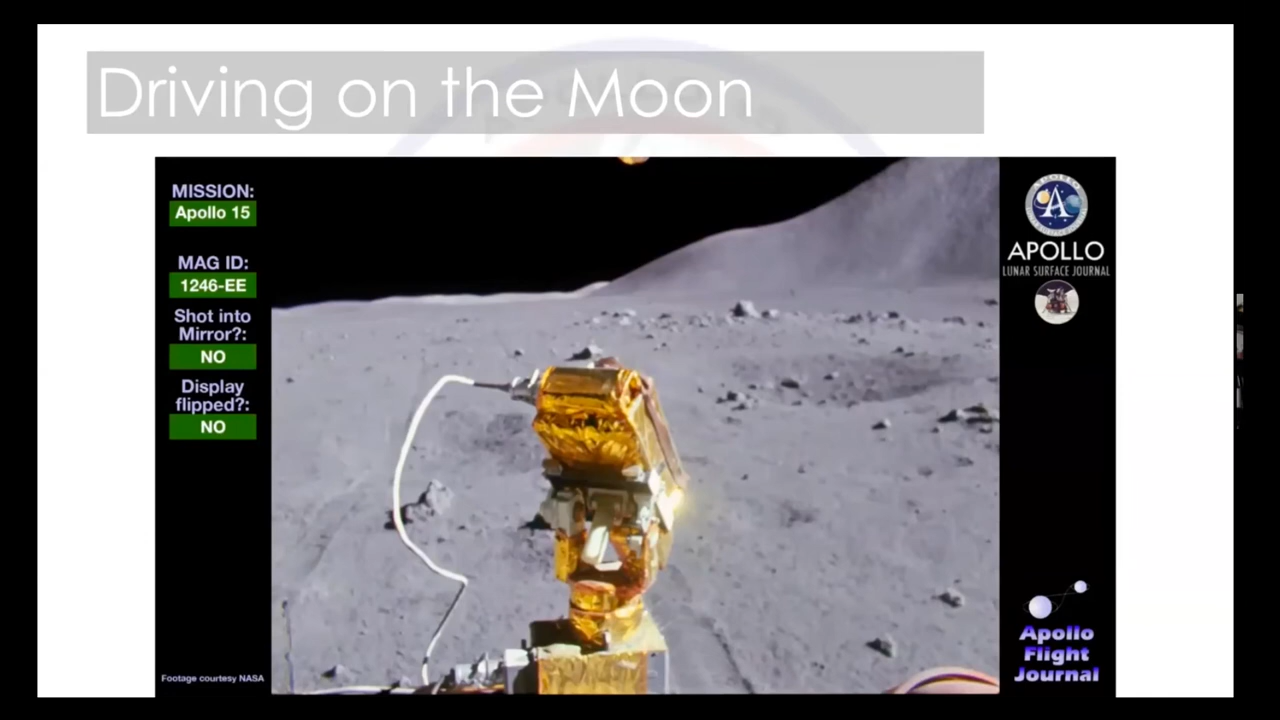 Driving on the Moon
MISSION:
Apollo 15
MAG ID:
1246-EE
Shot into
Mirror?:
NO
Display
flipped?:
NO
Footage courtesy NASA
A
APOLLO
LUNAR SURFACE JOURNAL
Apollo
Flight
Journal